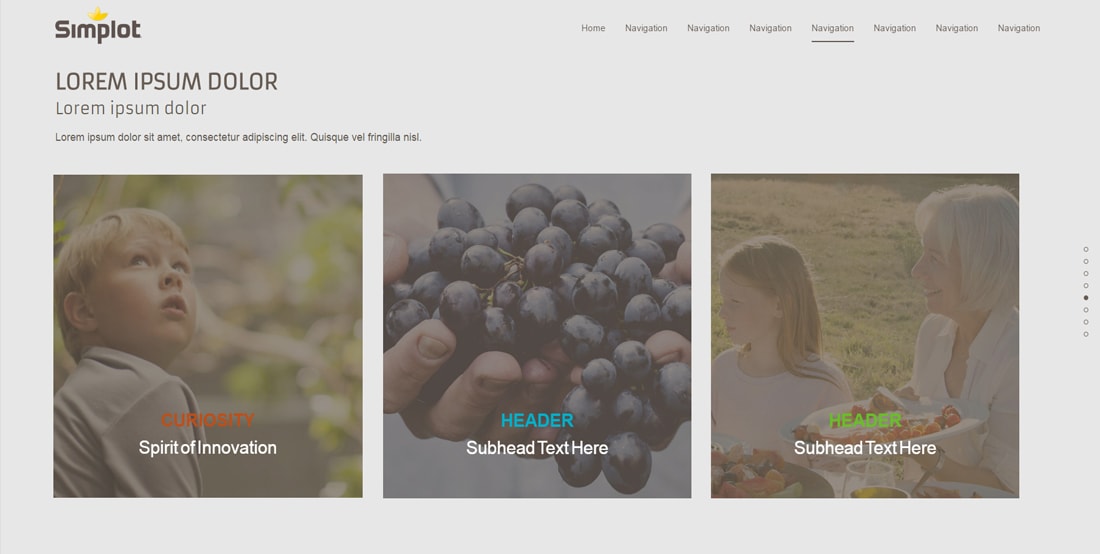 Simplot
Home Navigation Navigation Navigation Navigation Navigation Navigation Navigation
LOREM IPSUM DOLOR
Lorem ipsum dolor
Lorem ipsum dolor sit amet, consectetur adipiscing elit. Quisque vel fringilla nisl.
CURIOSITY
Spirit of Innovation
HEADER
Subhead Text Here
HEADER
Subhead Text Here